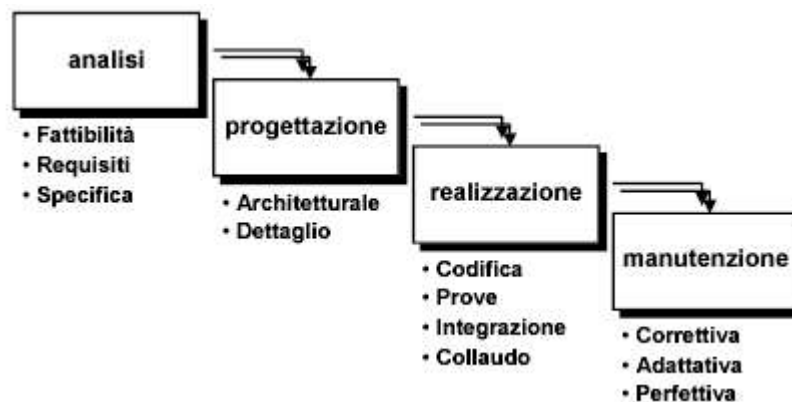 analisi
• Fattibilità
• Requisiti
• Specifica
progettazione
• Architetturale
• Dettaglio
realizzazione
• Codifica
• Prove
• Integrazione
• Collaudo
manutenzione
• Correttiva
• Adattativa
• Perfettiva